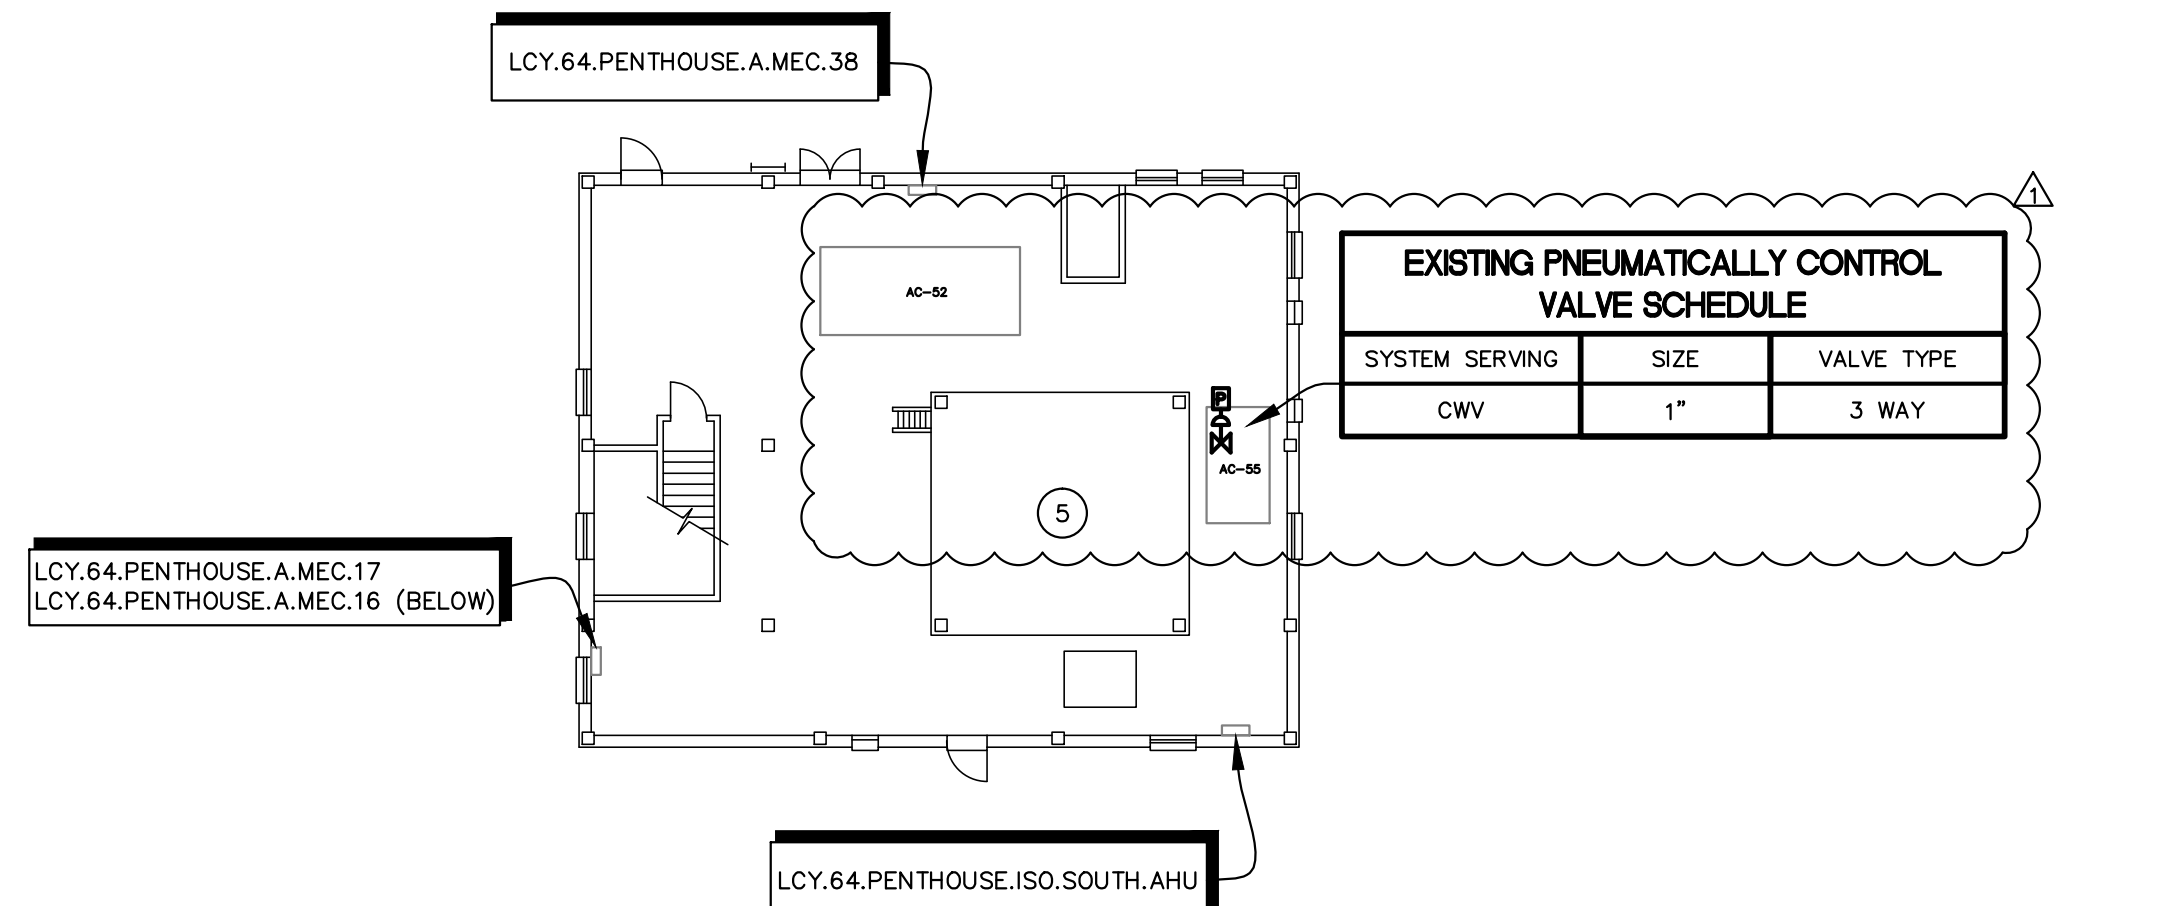 LCY.64.PENTHOUSE.A.MEC.38
1
EXISTING PNEUMATICALLY CONTROL
VALVE SCHEDULE
SYSTEM SERVING SIZE VALVE TYPE
CWV 1" 3 WAY
AC-52
P
AC-55
5
LCY.64.PENTHOUSE.A.MEC.17
LCY.64.PENTHOUSE.A.MEC.16 (BELOW)
LCY.64.PENTHOUSE.ISO.SOUTH.AHU